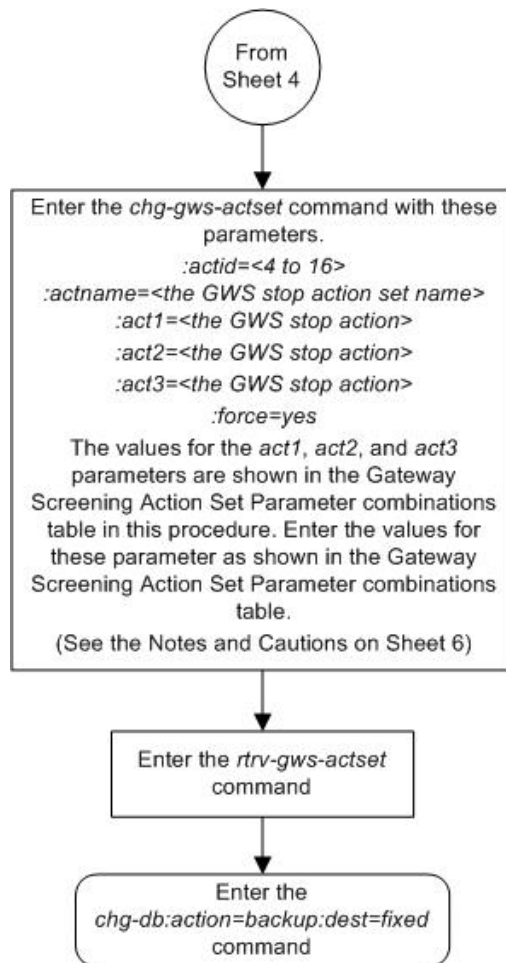 From
Sheet 4
Enter the chg-gws-actset command with these
parameters.
:actid=<4 to 16>
:actname=<the GWS stop action set name>
:act1=<the GWS stop action>
:act2=<the GWS stop action>
:act3=<the GWS stop action>
:force=yes
The values for the act1, act2, and act3
parameters are shown in the Gateway
Screening Action Set Parameter combinations
table in this procedure. Enter the values for
these parameter as shown in the Gateway
Screening Action Set Parameter combinations
table.
(See the Notes and Cautions on Sheet 6)
Enter the rtrv-gws-actset
command
Enter the
chg-db:action=backup:dest=fixed
command